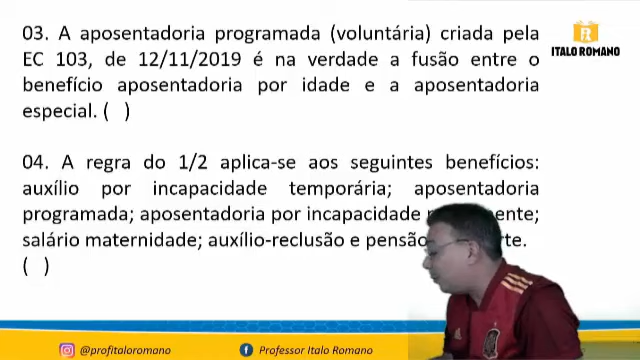 03. A aposentadoria programada (voluntária) criada pela
EC 103, de 12/11/2019 é na verdade a fusão entre o
benefício aposentadoria por idade e a aposentadoria
especial. ( )
ITALO ROMANO
04. A regra do 1/2 aplica-se aos seguintes benefícios:
auxílio por incapacidade temporária; aposentadoria
programada; aposentadoria por incapacidade
salário maternidade; auxílio-reclusão e pensão
( )
@profitaloromano
Professor Italo Romano